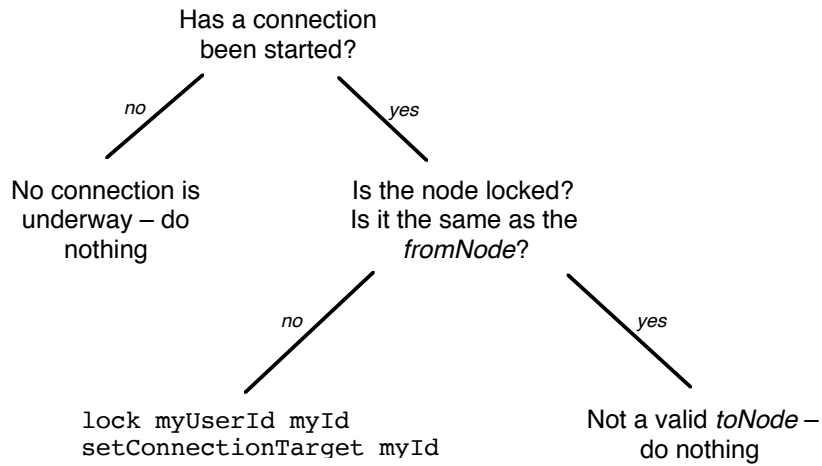 Has a connection
been started?
no
yes
No connection is
underway – do
nothing
Is the node locked?
Is it the same as the
fromNode?
no
yes
lock myUserId myId
setConnectionTarget myId
Not a valid toNode –
do nothing